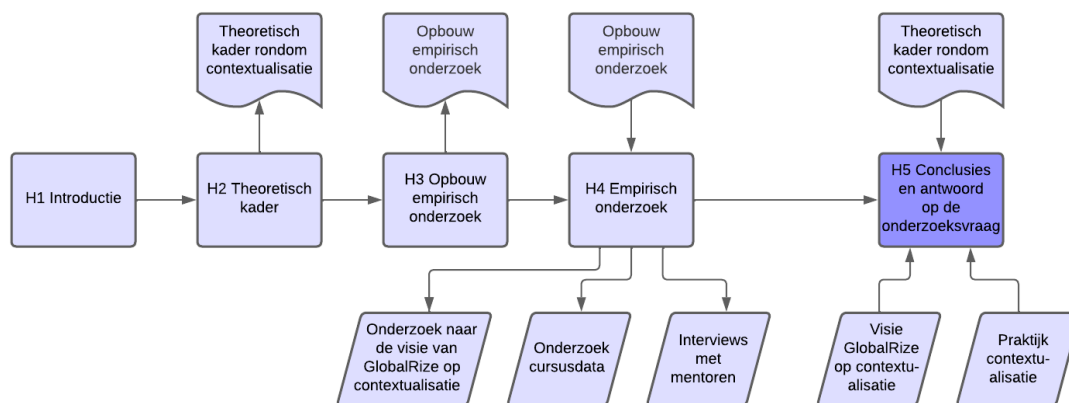 Theoretisch
kader rondom
contextualisatie
Opbouw
empirisch
onderzoek
Opbouw
empirisch
onderzoek
Theoretisch
kader rondom
contextualisatie
H1 Introductie
H2 Theoretisch
kader
H3 Opbouw
empirisch
onderzoek
H4 Empirisch
onderzoek
H5 Conclusies
en antwoord
op de
onderzoeksvraag
Onderzoek naar
de visie van
GlobalRize op
contextualisatie
Onderzoek
cursusdata
Interviews
met
mentoren
Visie
GlobalRize
op contextu-
alisatie
Praktijk
contextu-
alisatie